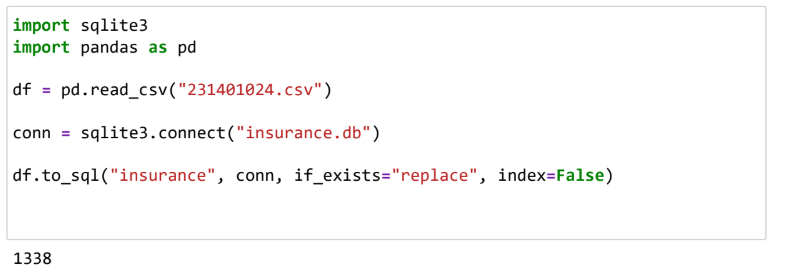 import sqlite3
import pandas as pd
df = pd.read_csv("231401024.csv")
conn = sqlite3.connect("insurance.db")
df.to_sql("insurance", conn, if_exists="replace", index=False)
1338